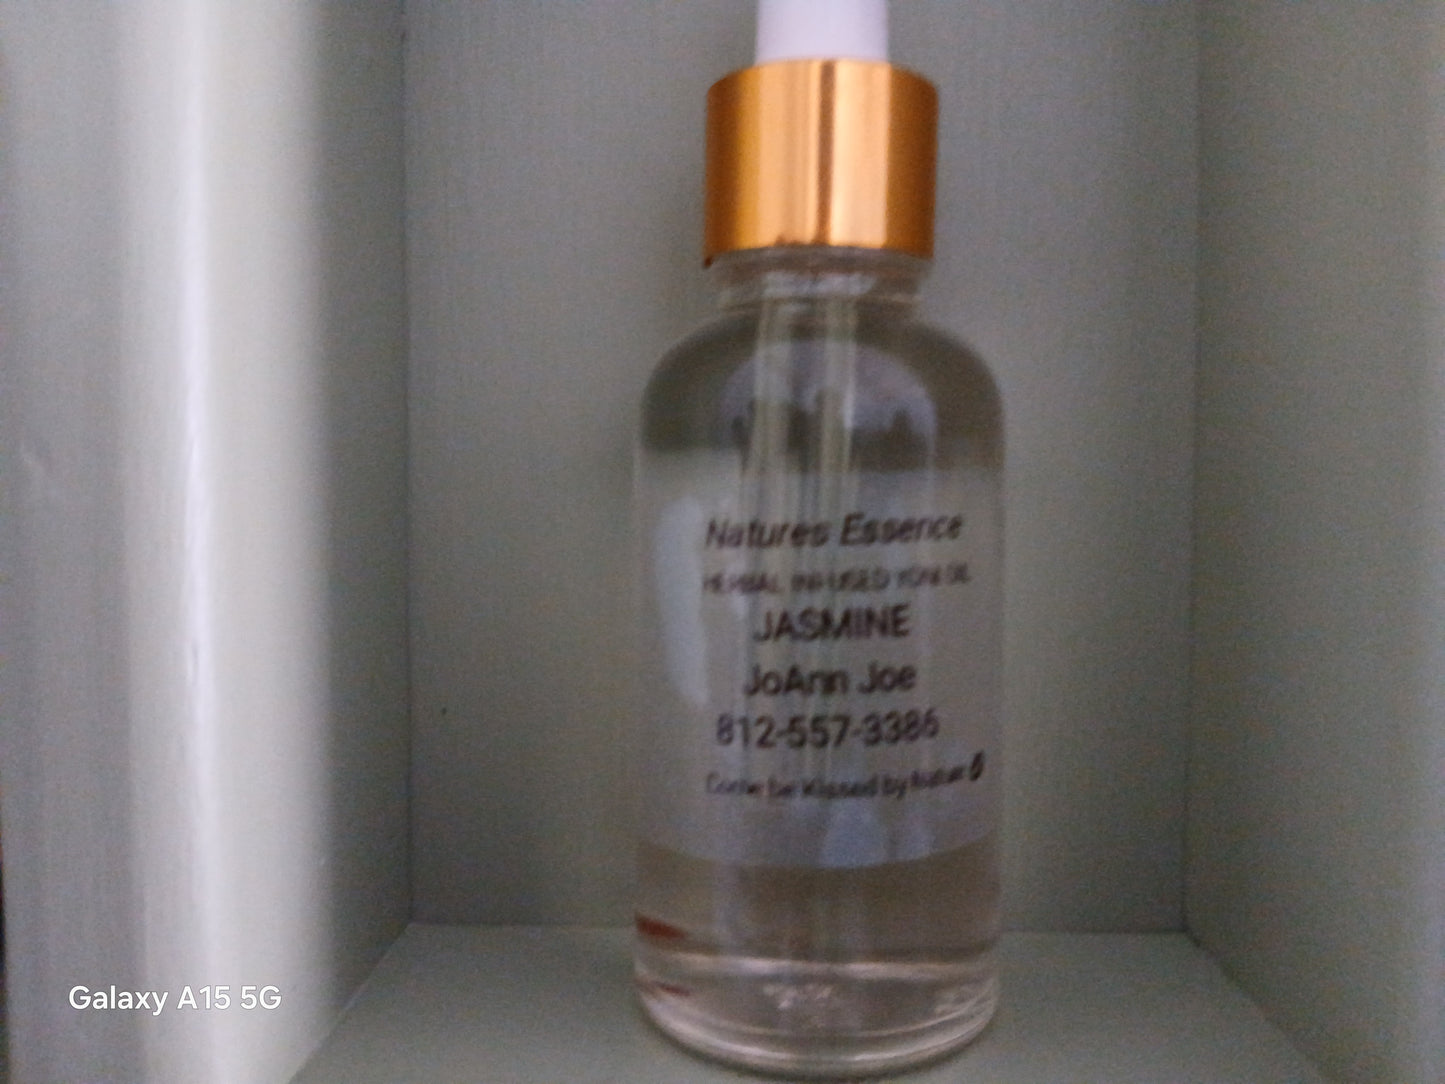 Natures Essence
HERBAL INFUSED YONI OIL
JASMINE
JoAnn Joe
812-557-3386
Come be Kissed by Nature
Galaxy A15 5G